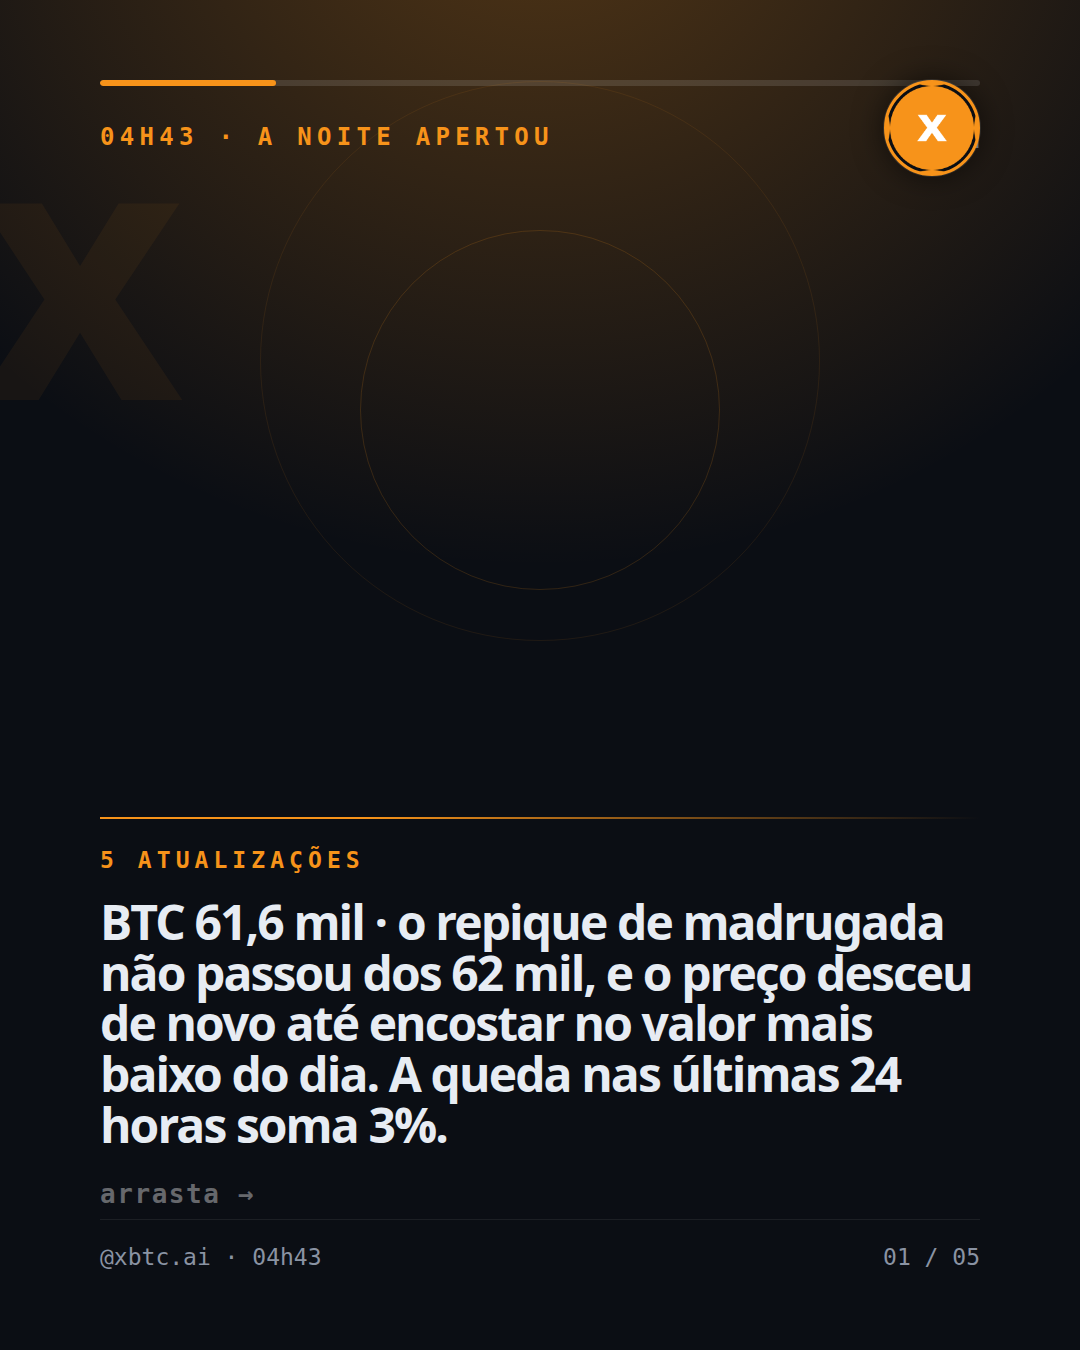 04H43 · A NOITE APERTOU
X
X
5 ATUALIZAÇÕES
BTC 61,6 mil · o repique de madrugada
não passou dos 62 mil, e o preço desceu
de novo até encostar no valor mais
baixo do dia. A queda nas últimas 24
horas soma 3%.
arrasta →
@xbtc.ai · 04h43
01 / 05